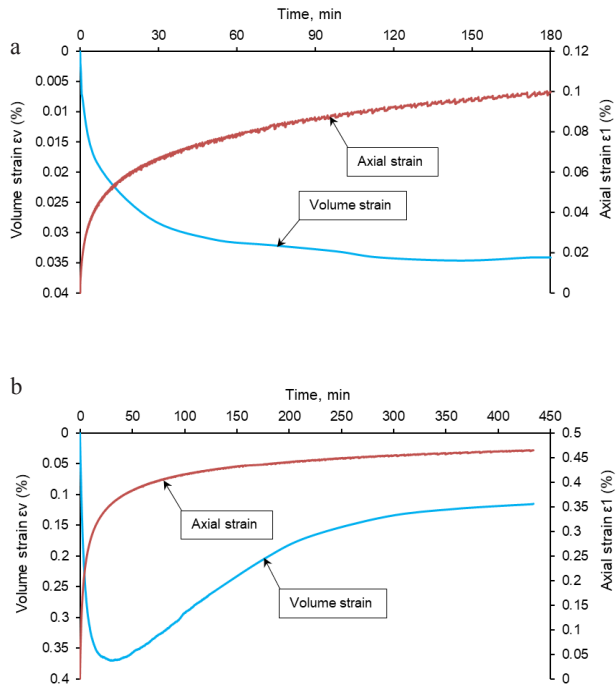 a
Time, min
0 30 60 90 120 150 180
0 0.12
0.005
0.1
0.01
0.08
0.015
0.02 0.06
0.025
0.04
0.03
0.02
0.035
0.04 0
Volume strain εv (%)
Axial strain ε1 (%)
Axial strain
Volume strain
b
Time, min
0 50 100 150 200 250 300 350 400 450
0 0.5
0.45
0.05
0.4
0.1 0.35
0.15 0.3
0.2 0.25
0.2
0.25
0.15
0.3
0.1
0.35
0.05
0.4 0
Volume strain εv (%)
Axial strain ε1 (%)
Axial strain
Volume strain